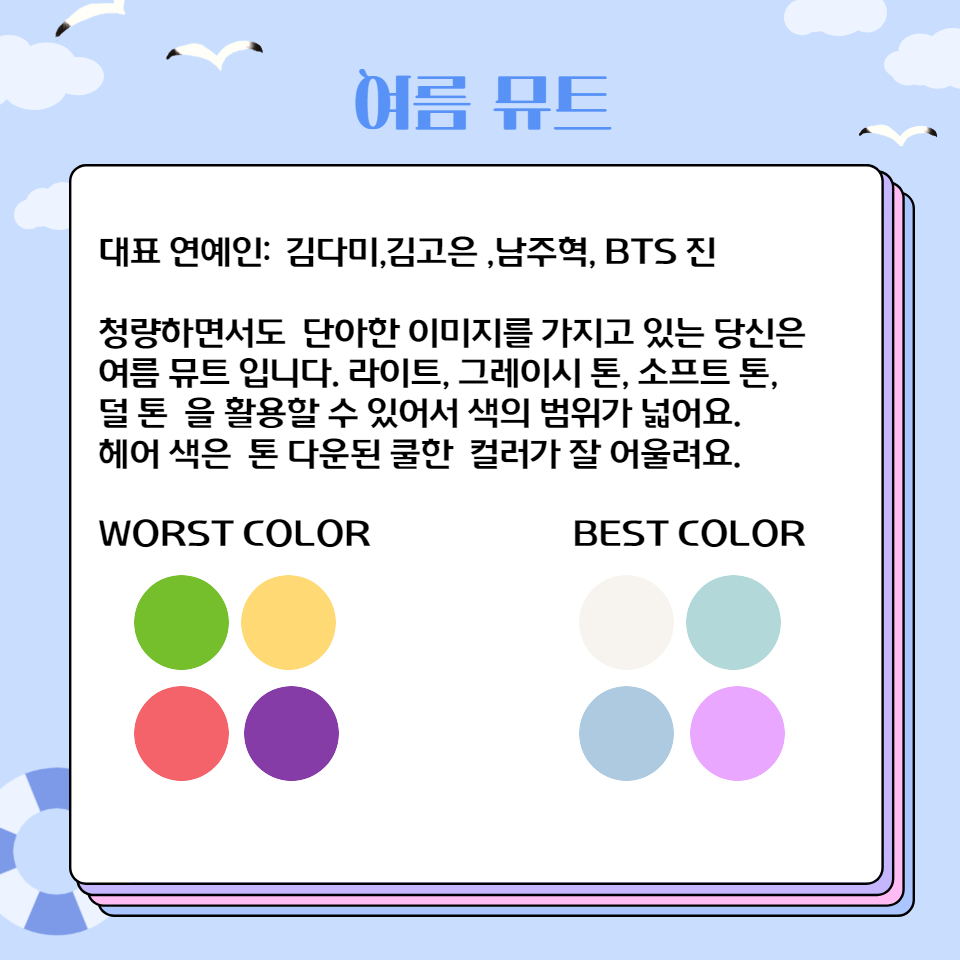 여름 뮤트
대표 연예인: 김다미,김고은 ,남주혁, BTS 진
청량하면서도 단아한 이미지를 가지고 있는 당신은
여름 뮤트 입니다. 라이트, 그레이시 톤, 소프트 톤,
덜 톤 을 활용할 수 있어서 색의 범위가 넓어요.
헤어 색은 톤 다운된 쿨한 컬러가 잘 어울려요.
WORST COLOR
BEST COLOR